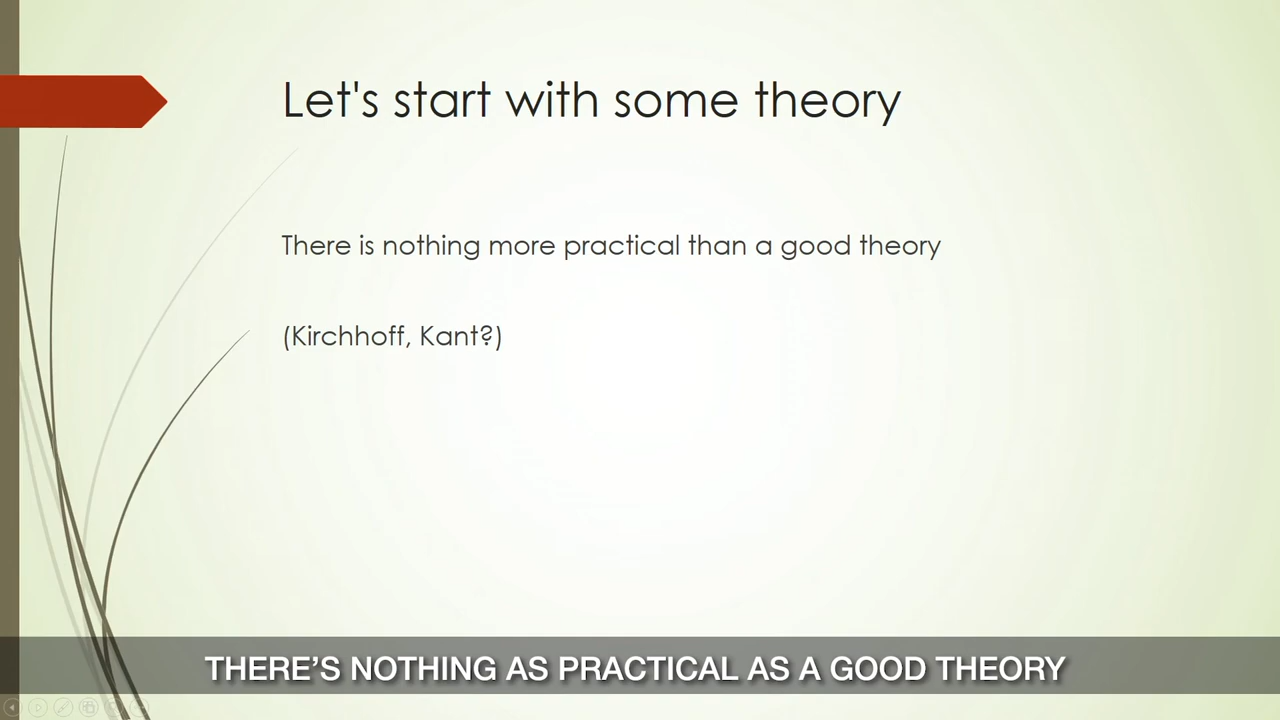 Let's start with some theory
There is nothing more practical than a good theory
(Kirchhoff, Kant?)
THERE’S NOTHING AS PRACTICAL AS A GOOD THEORY